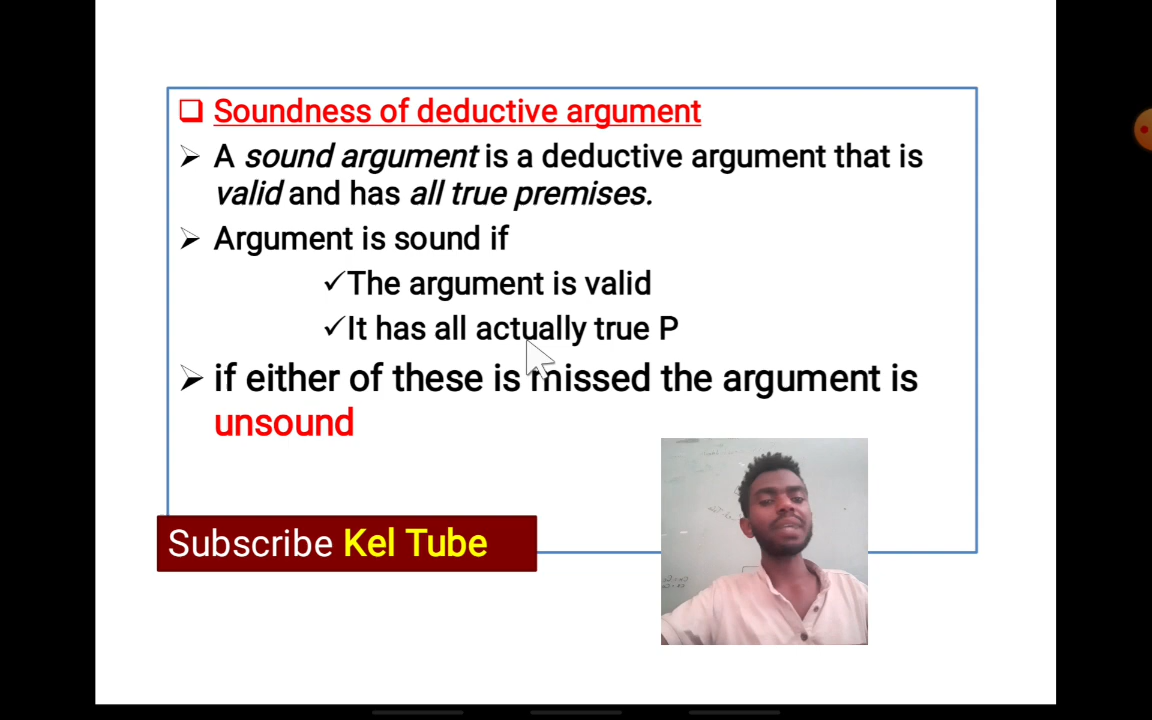 Soundness of deductive argument
A sound argument is a deductive argument that is
valid and has all true premises.
Argument is sound if
The argument is valid
It has all actually true P
if either of these is missed the argument is
unsound
Subscribe Kel Tube